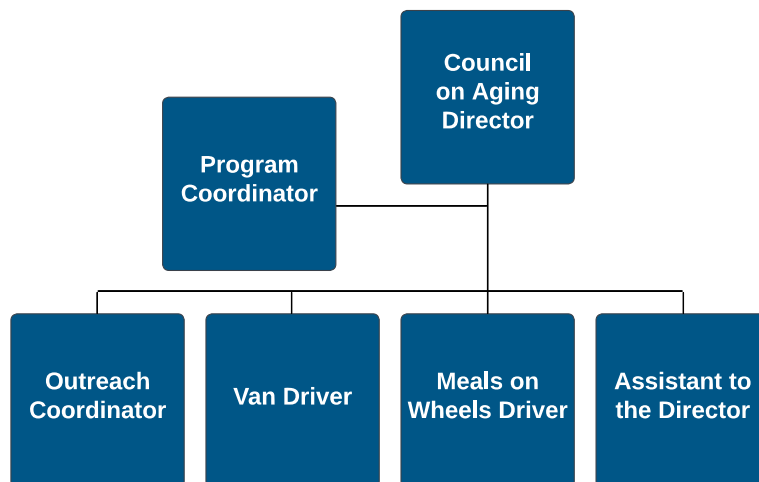 Council
on Aging
Director
Program
Coordinator
Outreach
Coordinator
Van Driver
Meals on
Wheels Driver
Assistant to
the Director